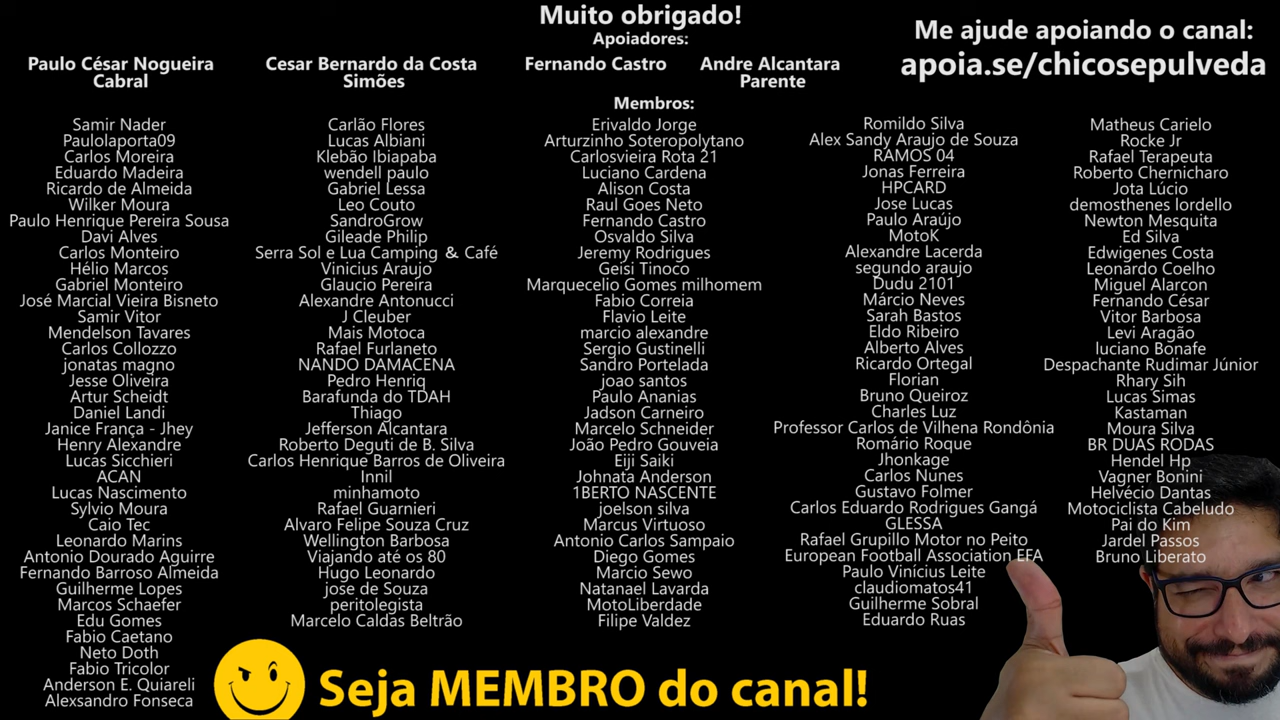 Muito obrigado!
Apoiadores:
Me ajude apoiando o canal:
apoia.se/chicosepulveda
Paulo César Nogueira
Cabral
Cesar Bernardo da Costa
Simões
Fernando Castro
Andre Alcantara
Parente
Membros:
Samir Nader
Paulolaporta09
Carlos Moreira
Eduardo Madeira
Ricardo de Almeida
Wilker Moura
Paulo Henrique Pereira Sousa
Davi Alves
Carlos Monteiro
Hélio Marcos
Gabriel Monteiro
José Marcial Vieira Bisneto
Samir Vitor
Mendelson Tavares
Carlos Collozzo
jonatas magno
Jesse Oliveira
Artur Scheidt
Daniel Landi
Janice França - Jhey
Henry Alexandre
Lucas Sicchieri
ACAN
Lucas Nascimento
Sylvio Moura
Caio Tec
Leonardo Marins
Antonio Dourado Aguirre
Fernando Barroso Almeida
Guilherme Lopes
Marcos Schaefer
Edu Gomes
Fabio Caetano
Neto Doth
Fabio Tricolor
Anderson E. Quiareli
Alexsandro Fonseca
Carlão Flores
Lucas Albiani
Klebão Ibiapaba
wendell paulo
Gabriel Lessa
Leo Couto
SandroGrow
Gileade Philip
Serra Sol e Lua Camping & Café
Vinicius Araujo
Glaucio Pereira
Alexandre Antonucci
J Cleuber
Mais Motoca
Rafael Furlaneto
NANDO DAMACENA
Pedro Henriq
Barafunda do TDAH
Thiago
Jefferson Alcantara
Roberto Deguti de B. Silva
Carlos Henrique Barros de Oliveira
Innil
minhamoto
Rafael Guarnieri
Alvaro Felipe Souza Cruz
Wellington Barbosa
Viajando até os 80
Hugo Leonardo
jose de Souza
peritolegista
Marcelo Caldas Beltrão
Erivaldo Jorge
Arturzinho Soteropolytano
Carlosvieira Rota 21
Luciano Cardena
Alison Costa
Raul Goes Neto
Fernando Castro
Osvaldo Silva
Jeremy Rodrigues
Geisi Tinoco
Marquecelio Gomes milhomem
Fabio Correia
Flavio Leite
marcio alexandre
Sergio Gustinelli
Sandro Portelada
joao santos
Paulo Ananias
Jadson Carneiro
Marcelo Schneider
João Pedro Gouveia
Eiji Saiki
Johnata Anderson
1BERTO NASCENTE
joelson silva
Marcus Virtuoso
Antonio Carlos Sampaio
Diego Gomes
Marcio Sewo
Natanael Lavarda
MotoLiberdade
Filipe Valdez
Romildo Silva
Alex Sandy Araujo de Souza
RAMOS 04
Jonas Ferreira
HPCARD
Jose Lucas
Paulo Araújo
MotoK
Alexandre Lacerda
segundo araujo
Dudu 2101
Márcio Neves
Sarah Bastos
Eldo Ribeiro
Alberto Alves
Ricardo Ortegal
Florian
Bruno Queiroz
Charles Luz
Professor Carlos de Vilhena Rondônia
Romário Roque
Jhonkage
Carlos Nunes
Gustavo Folmer
Carlos Eduardo Rodrigues Gangá
GLESSA
Rafael Grupillo Motor no Peito
European Football Association EFA
Paulo Vinícius Leite
claudiomatos41
Guilherme Sobral
Eduardo Ruas
Matheus Carielo
Rocke Jr
Rafael Terapeuta
Roberto Chernicharo
Jota Lúcio
demosthenes lordello
Newton Mesquita
Ed Silva
Edwigenes Costa
Leonardo Coelho
Miguel Alarcon
Fernando César
Vitor Barbosa
Levi Aragão
luciano Bonafe
Despachante Rudimar Júnior
Rhary Sih
Lucas Simas
Kastaman
Moura Silva
BR DUAS RODAS
Hendel Hp
Vagner Bonini
Helvécio Dantas
Motociclista Cabeludo
Pai do Kim
Jardel Passos
Bruno Liberato
Seja MEMBRO do canal!